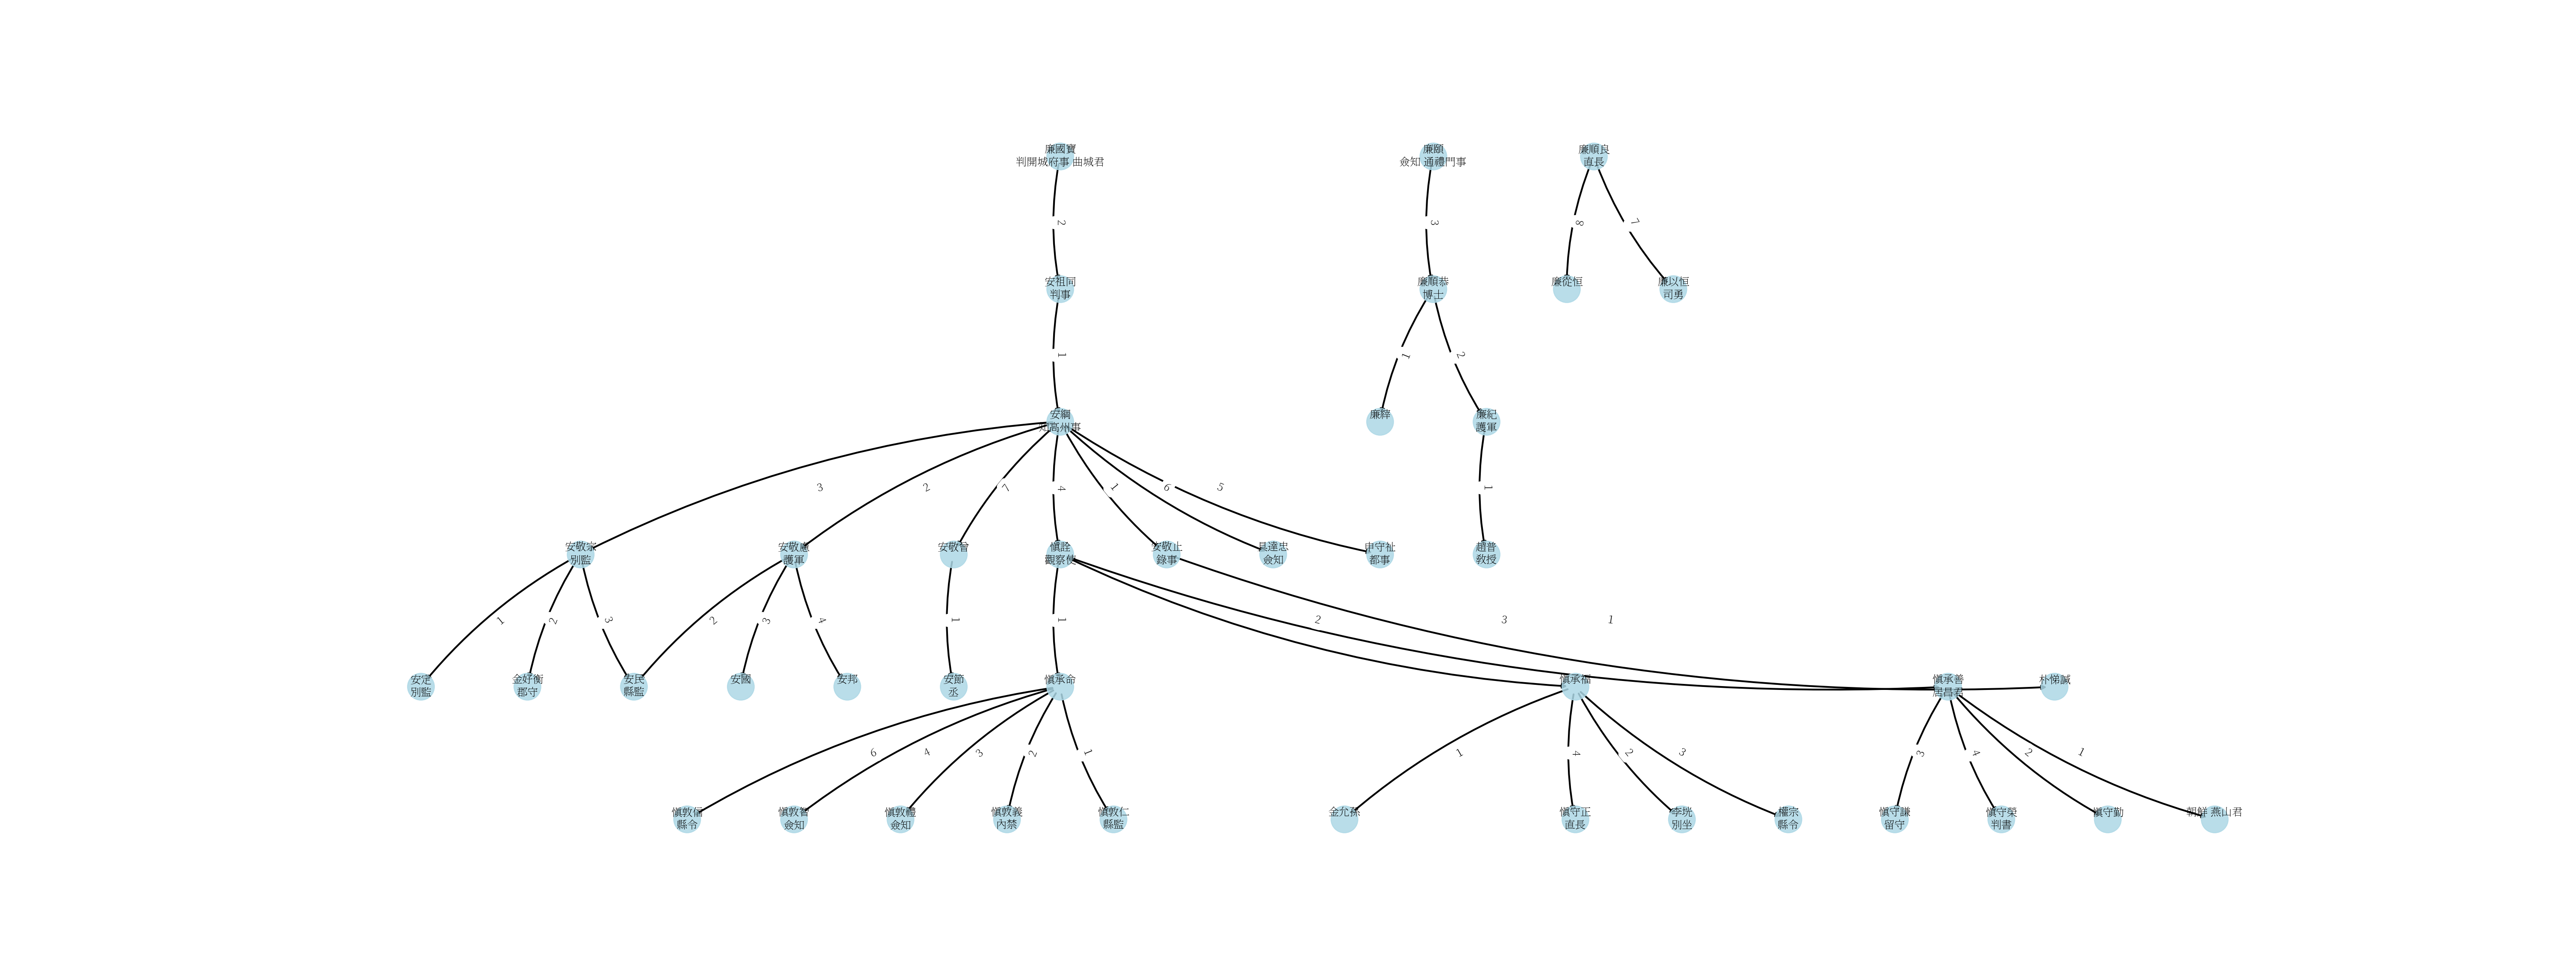 廉國寶
判開城府事 曲城君
廉頤
僉知 通禮門事
廉順良
直長
2
3
8
7
安祖同
判事
廉順恭
博士
廉從恒
廉以恒
司勇
1
1
2
安綱
知高州事
廉粹
廉紀
護軍
3
2
7
4
1
6
5
1
安敬宗
別監
安敬應
護軍
安敬曾
愼詮
觀察使
安敬止
錄事
昌達忠
僉知
申守祉
都事
趙普
敎授
1
2
3
2
3
4
1
1
2
3
1
安定
別監
金好衡
郡守
安民
縣監
安國
安邦
安節
丞
愼承命
愼承福
愼承善
居昌君
朴悌諴
6
4
3
2
1
1
4
2
3
3
4
2
1
愼敦信
縣令
愼敦智
僉知
愼敦禮
僉知
愼敦義
內禁
愼敦仁
縣監
金允孫
愼守正
直長
李珖
別坐
權宗
縣令
愼守謙
留守
愼守榮
判書
愼守勤
朝鮮 燕山君